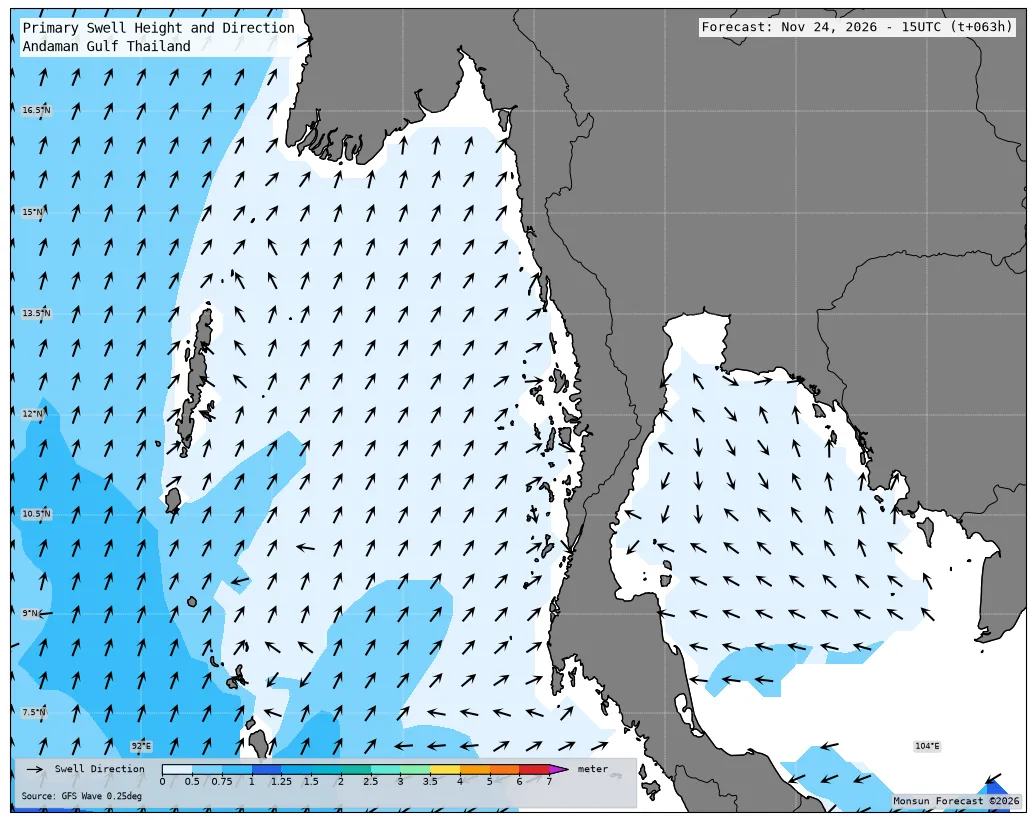 Primary Swell Height and Direction
Andaman Gulf Thailand
Forecast: Nov 24, 2026 - 15UTC (t+063h)
16.5°N
15°N
13.5°N
12°N
10.5°N
9°N
7.5°N
92°E
104°E
Swell Direction
0 0.5 0.75 1 1.25 1.5 2 2.5 3 3.5 4 5 6 7
meter
Source: GFS Wave 0.25deg
Monsun Forecast ©2026